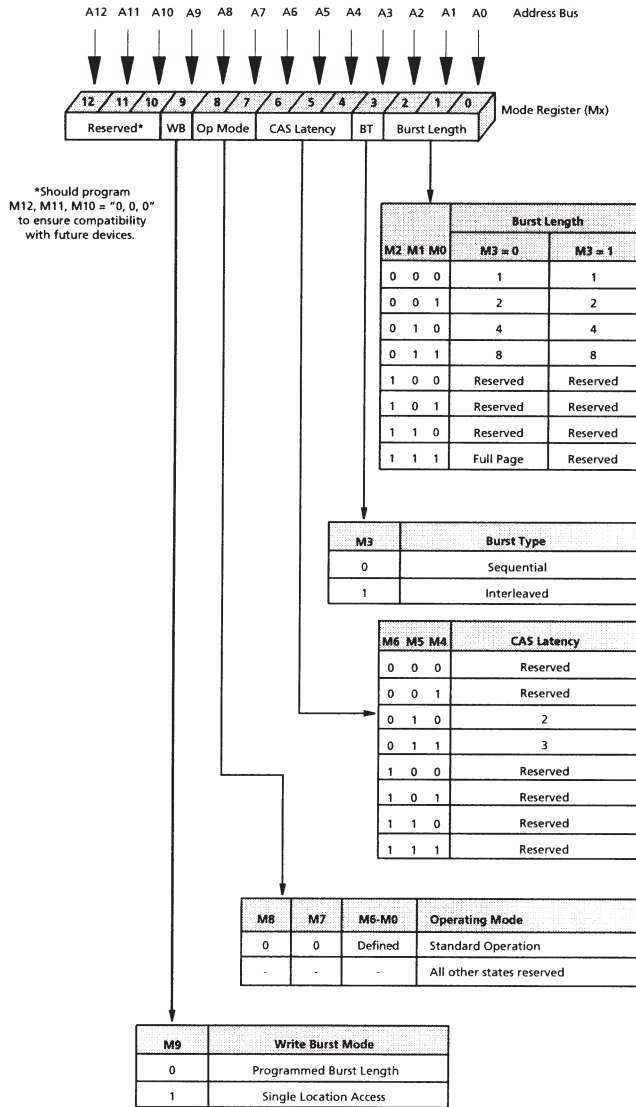 A12 A11 A10 A9 A8 A7 A6 A5 A4 A3 A2 A1 A0 Address Bus
12 11 10 9 8 7 6 5 4 3 2 1 0 Mode Register (Mx)
Reserved* WB Op Mode CAS Latency BT Burst Length
*Should program
M12, M11, M10 = "0, 0, 0"
to ensure compatibility
with future devices.
Burst Length
M2 M1 M0 M3 = 0 M3 = 1
0 0 0 1 1
0 0 1 2 2
0 1 0 4 4
0 1 1 8 8
1 0 0 Reserved Reserved
1 0 1 Reserved Reserved
1 1 0 Reserved Reserved
1 1 1 Full Page Reserved
M3 Burst Type
0 Sequential
1 Interleaved
M6 M5 M4 CAS Latency
0 0 0 Reserved
0 0 1 Reserved
0 1 0 2
0 1 1 3
1 0 0 Reserved
1 0 1 Reserved
1 1 0 Reserved
1 1 1 Reserved
M8 M7 M6-M0 Operating Mode
0 0 Defined Standard Operation
- - - All other states reserved
M9 Write Burst Mode
0 Programmed Burst Length
1 Single Location Access